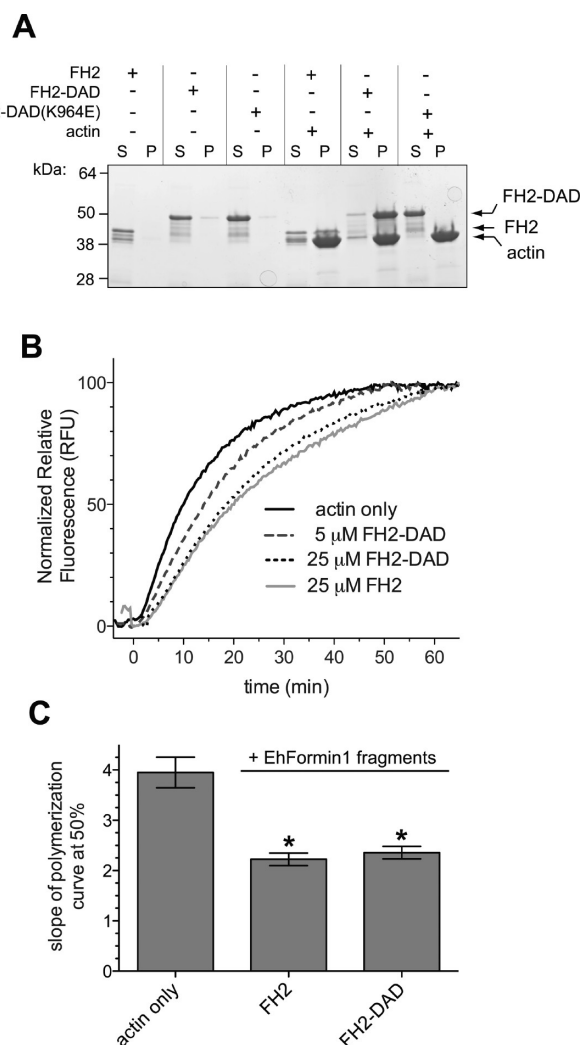 A
FH2 + - - + - -
FH2-DAD - + - - + -
-DAD(K964E) - - + - - +
actin - - - + + +
S P S P S P S P S P S P
kDa:
64
50
38
28
FH2-DAD
FH2
actin
B
Normalized Relative
Fluorescence (RFU)
100
50
0
actin only
5 μM FH2-DAD
25 μM FH2-DAD
25 μM FH2
0 10 20 30 40 50 60
time (min)
C
slope of polymerization
curve at 50%
4
3
2
1
0
+ EhFormin1 fragments
* *
actin only
FH2
FH2-DAD